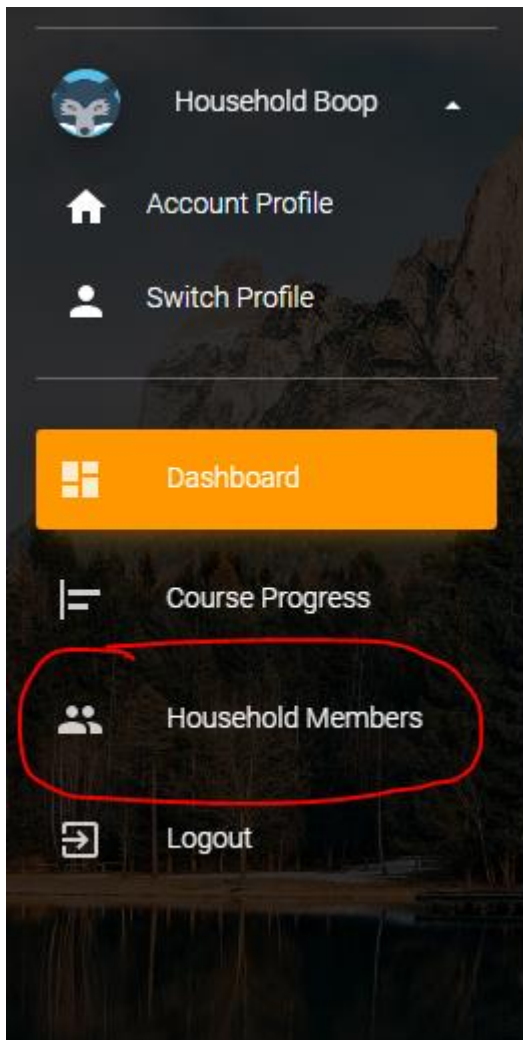 Household Boop
Account Profile
Switch Profile
Dashboard
Course Progress
Household Members
Logout